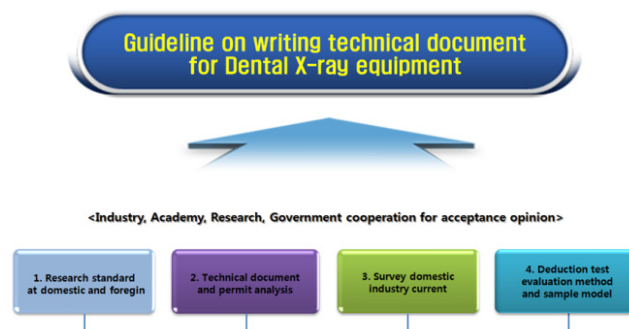 Guideline on writing technical document
for Dental X-ray equipment
<Industry, Academy, Research, Government cooperation for acceptance opinion>
1. Research standard
at domestic and foregin
2. Technical document
and permit analysis
3. Survey domestic
industry current
4. Deduction test
evaluation method
and sample model